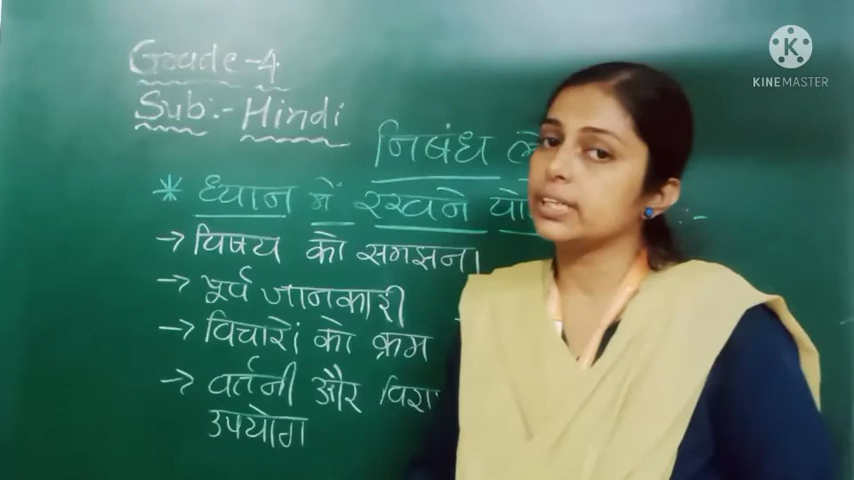 Grade-4.
Sub:- Hindi
निबंध
* ध्यान में रखने :-
→ विषय को समझना
→ पूर्व जानकारी
→ विचारों को क्रम
→ वर्तनी और
उपयोग
K
KINEMASTER